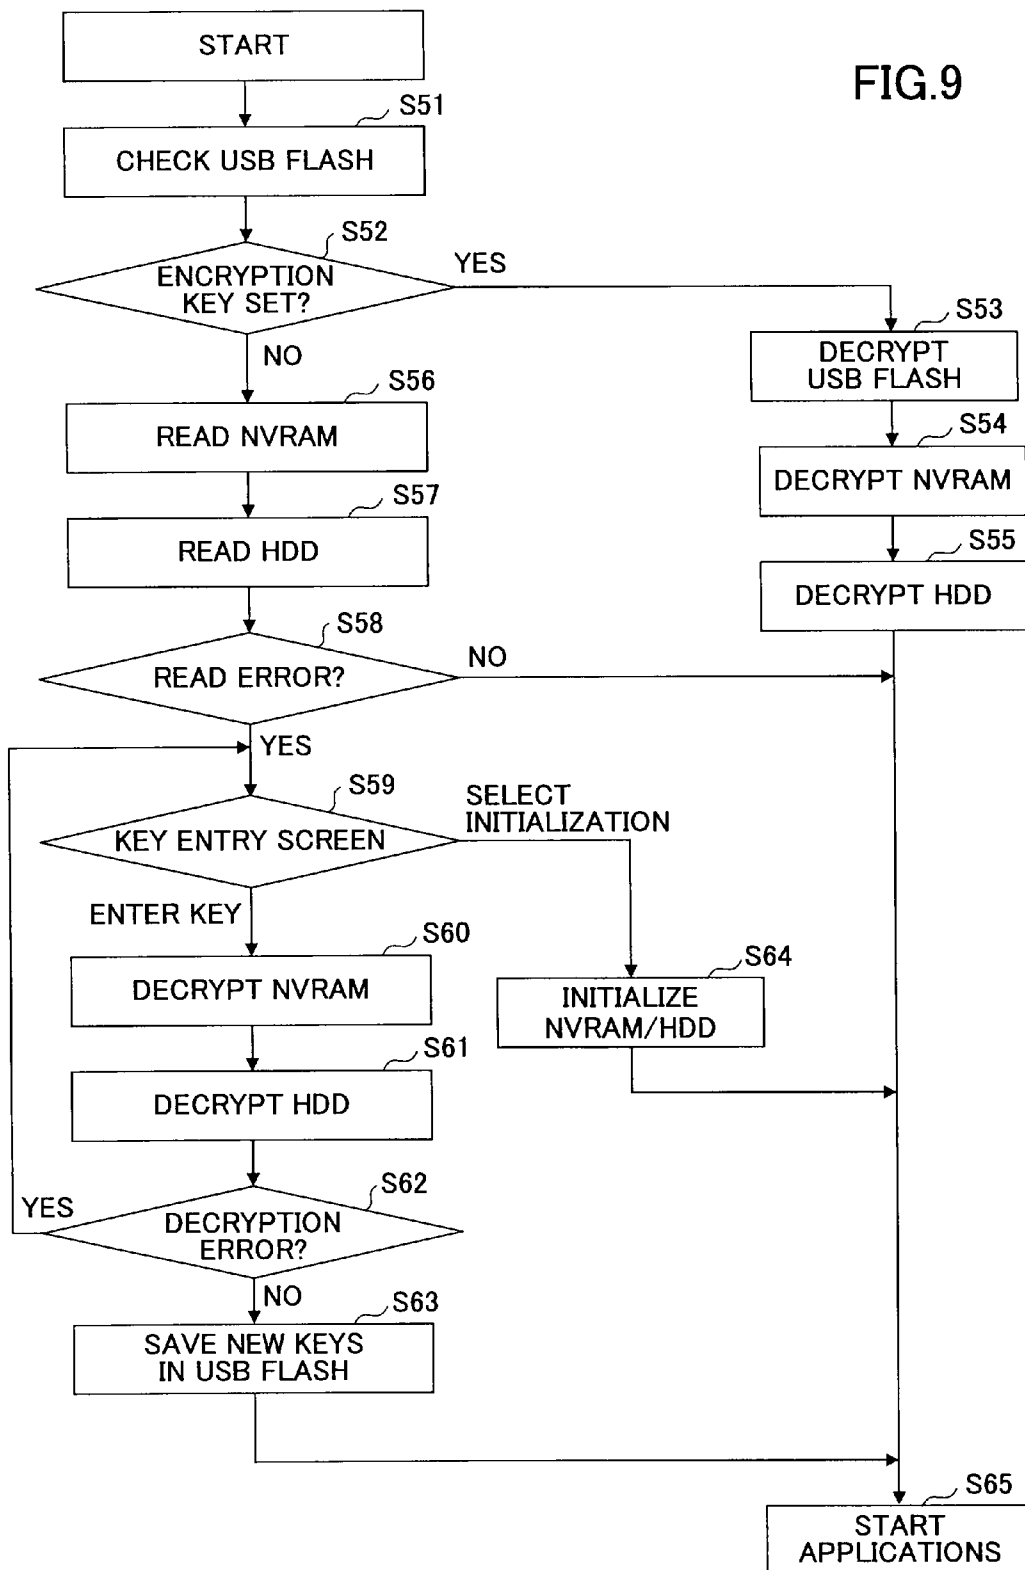 START
FIG.9
S51
CHECK USB FLASH
S52
ENCRYPTION
KEY SET?
YES
NO
S53
DECRYPT
USB FLASH
S56
READ NVRAM
S54
DECRYPT NVRAM
S57
READ HDD
S55
DECRYPT HDD
S58
READ ERROR?
NO
YES
S59
KEY ENTRY SCREEN
SELECT
INITIALIZATION
ENTER KEY
S60
DECRYPT NVRAM
S64
INITIALIZE
NVRAM/HDD
S61
DECRYPT HDD
S62
YES
DECRYPTION
ERROR?
NO
S63
SAVE NEW KEYS
IN USB FLASH
S65
START
APPLICATIONS